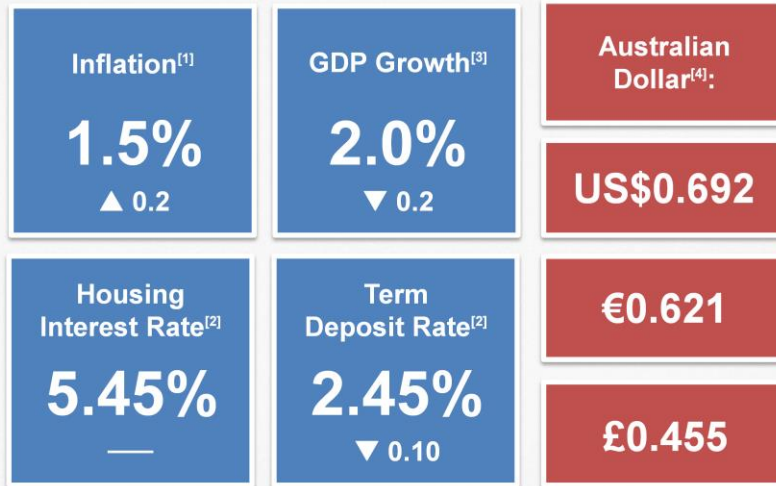 Inflation[1]
1.5%
▲ 0.2
GDP Growth[3]
2.0%
▼ 0.2
Australian
Dollar[4]:
US$0.692
Housing
Interest Rate[2]
5.45%
—
Term
Deposit Rate[2]
2.45%
▼ 0.10
€0.621
£0.455